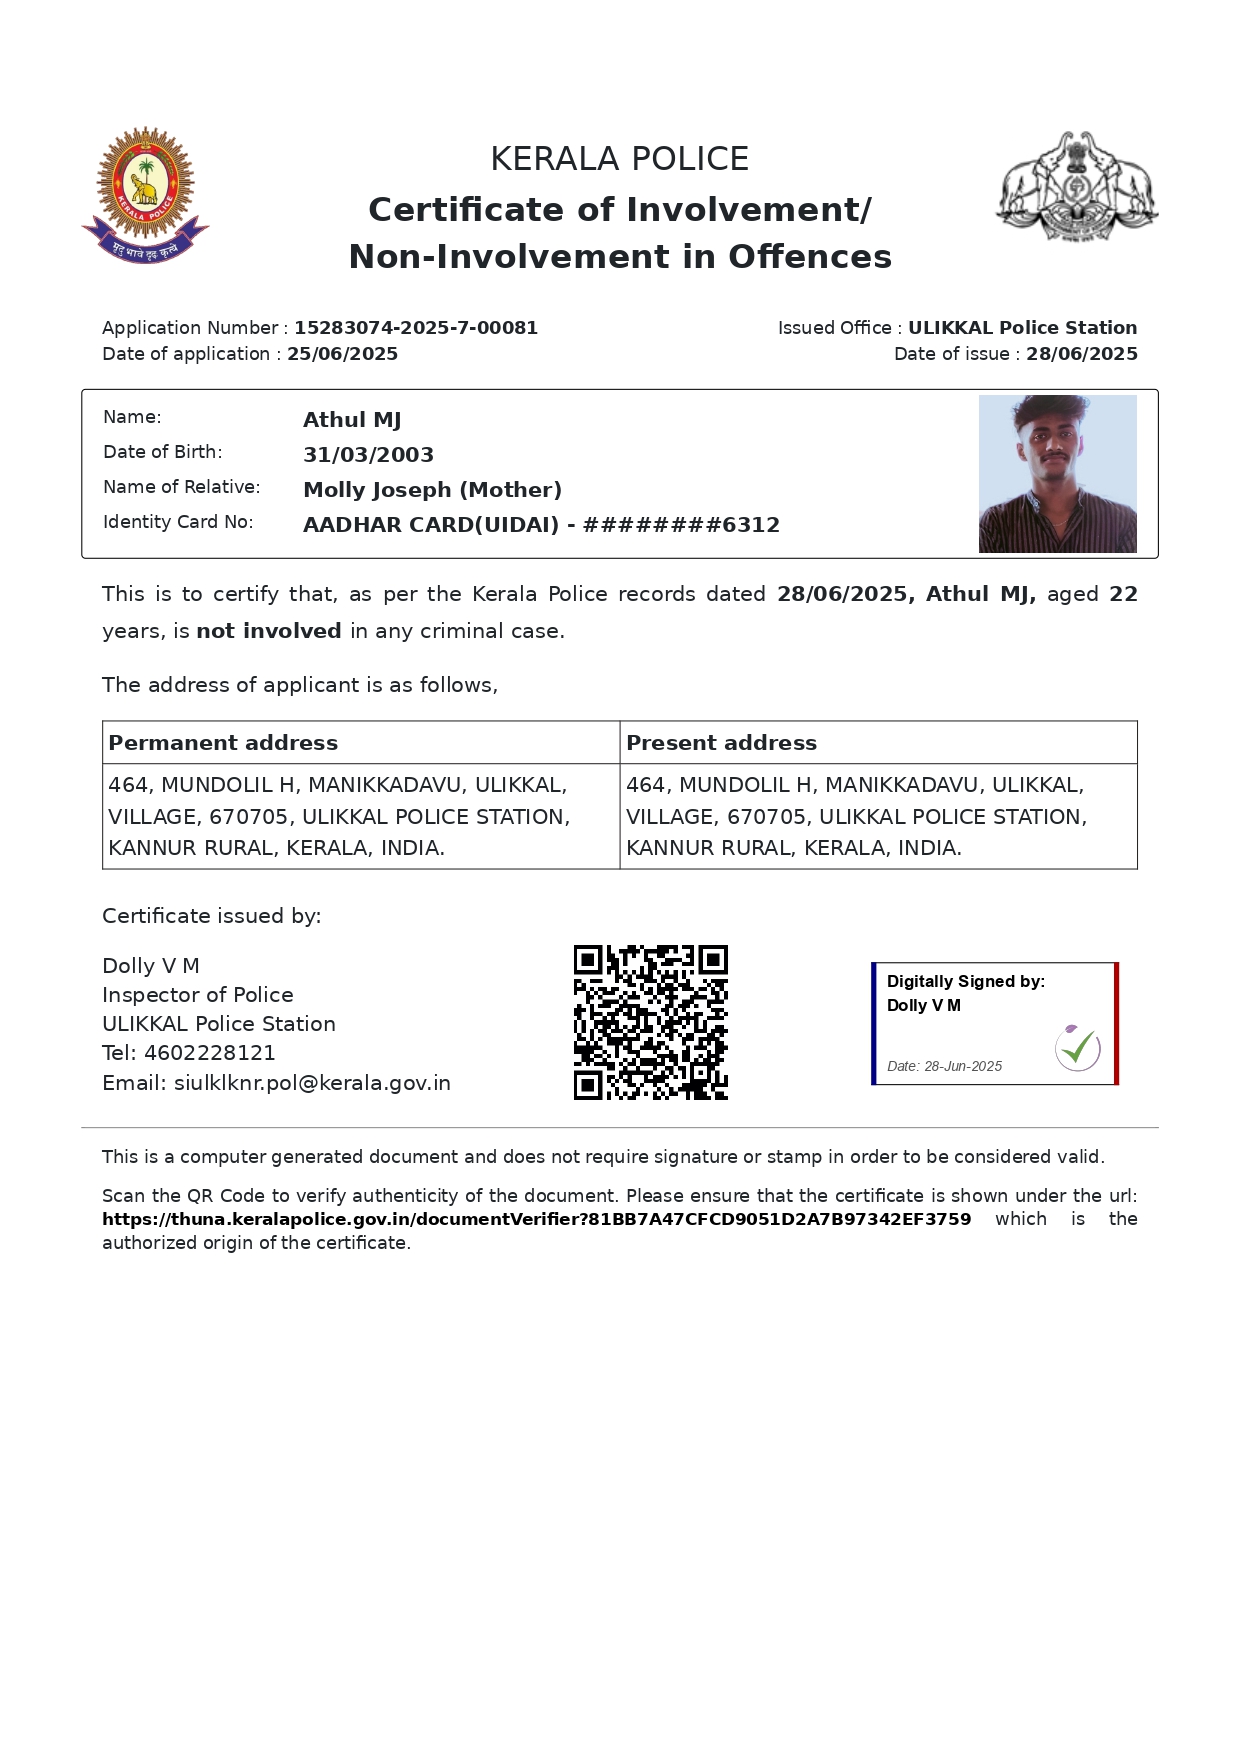 KERALA POLICE
Certificate of Involvement/
Non-Involvement in Offences
KERALA POLICE
मृदु भावे दृढ़ कृत्ये
Application Number : 15283074-2025-7-00081
Date of application : 25/06/2025
Issued Office : ULIKKAL Police Station
Date of issue : 28/06/2025
Name: Athul MJ
Date of Birth: 31/03/2003
Name of Relative: Molly Joseph (Mother)
Identity Card No: AADHAR CARD(UIDAI) - ########6312
This is to certify that, as per the Kerala Police records dated 28/06/2025, Athul MJ, aged 22
years, is not involved in any criminal case.
The address of applicant is as follows,
Permanent address
464, MUNDOLIL H, MANIKKADAVU, ULIKKAL,
VILLAGE, 670705, ULIKKAL POLICE STATION,
KANNUR RURAL, KERALA, INDIA.
Present address
464, MUNDOLIL H, MANIKKADAVU, ULIKKAL,
VILLAGE, 670705, ULIKKAL POLICE STATION,
KANNUR RURAL, KERALA, INDIA.
Certificate issued by:
Dolly V M
Inspector of Police
ULIKKAL Police Station
Tel: 4602228121
Email: siulklknr.pol@kerala.gov.in
Digitally Signed by:
Dolly V M
Date: 28-Jun-2025
This is a computer generated document and does not require signature or stamp in order to be considered valid.
Scan the QR Code to verify authenticity of the document. Please ensure that the certificate is shown under the url:
https://thuna.keralapolice.gov.in/documentVerifier?81BB7A47CFCD9051D2A7B97342EF3759 which is the
authorized origin of the certificate.